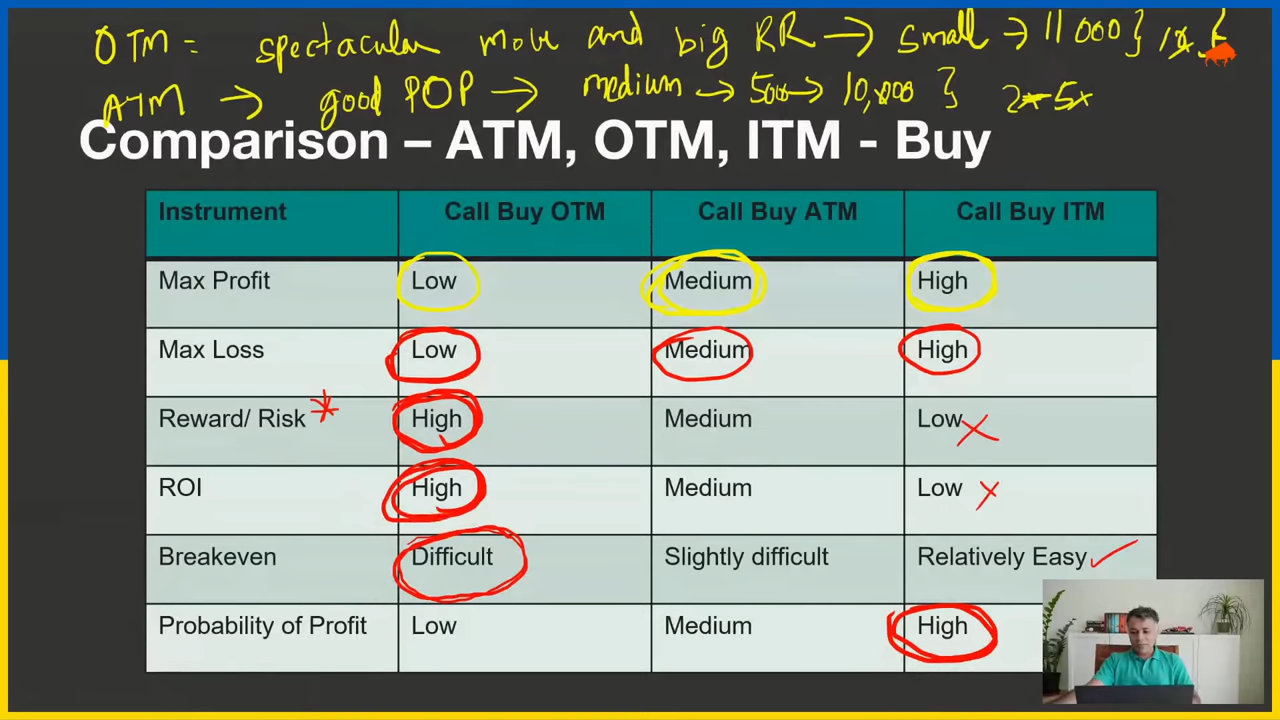 OTM = spectacular move and big RR → small → 11000}
ATM → good POP → medium → 500 → 10,000 } 2x 5x
Comparison – ATM, OTM, ITM - Buy
Instrument Call Buy OTM Call Buy ATM Call Buy ITM
Max Profit Low Medium High
Max Loss Low Medium High
Reward/ Risk * High Medium Low
ROI High Medium Low
Breakeven Difficult Slightly difficult Relatively Easy
Probability of Profit Low Medium High